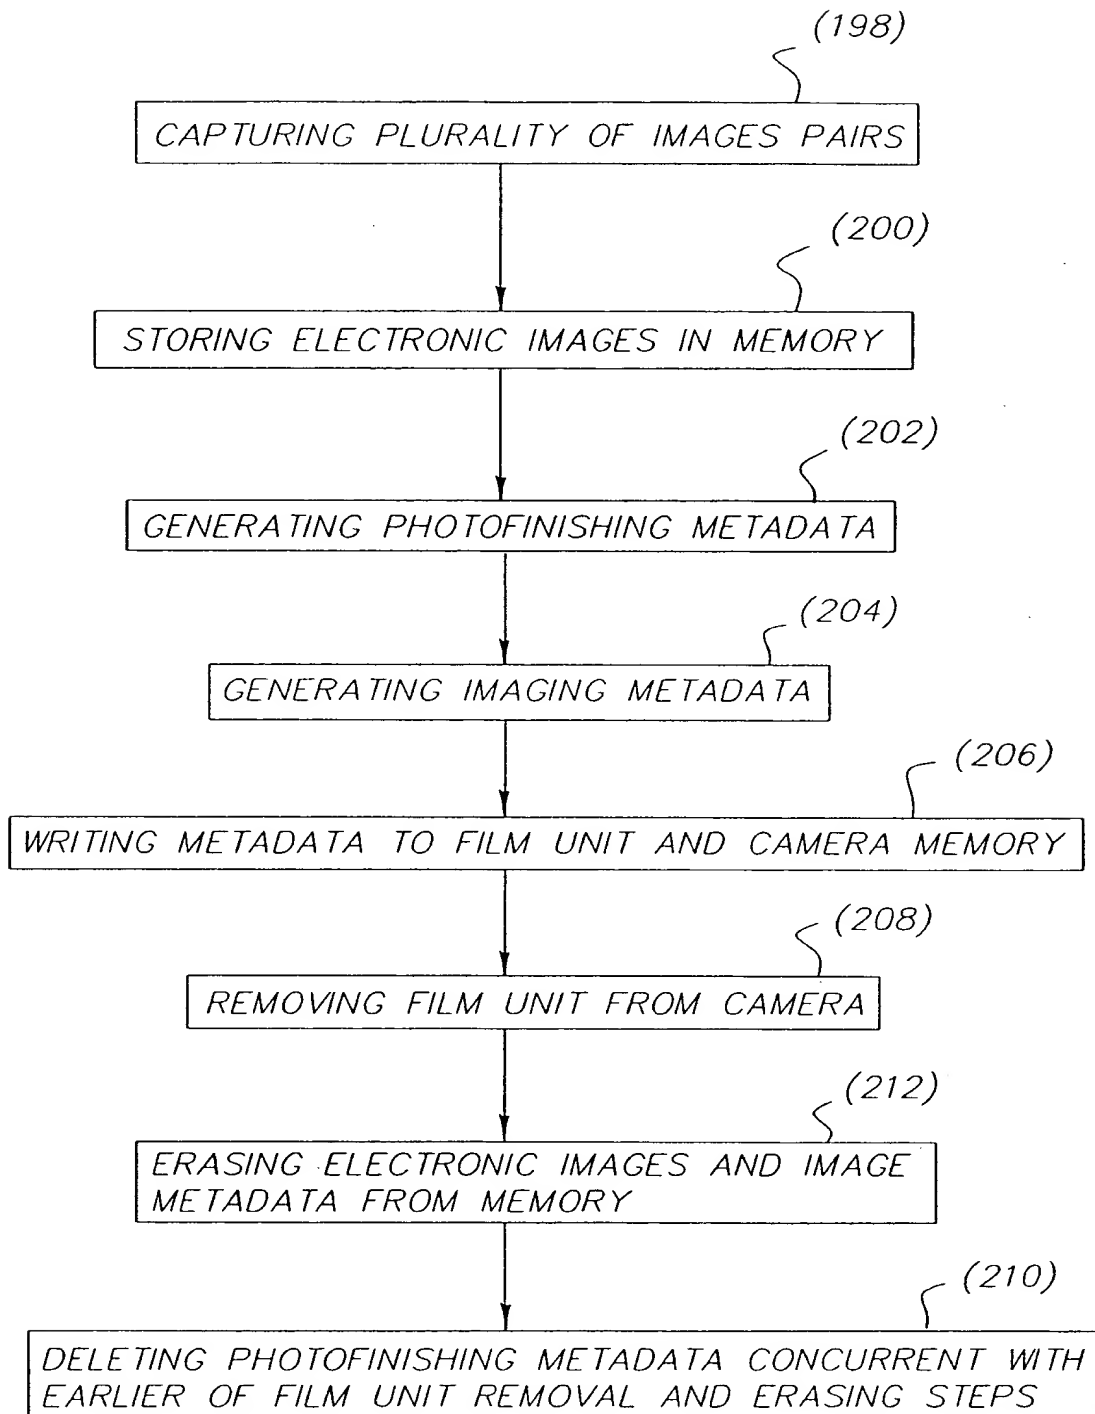 (198)
CAPTURING PLURALITY OF IMAGES PAIRS
(200)
STORING ELECTRONIC IMAGES IN MEMORY
(202)
GENERATING PHOTOFINISHING METADATA
(204)
GENERATING IMAGING METADATA
(206)
WRITING METADATA TO FILM UNIT AND CAMERA MEMORY
(208)
REMOVING FILM UNIT FROM CAMERA
(212)
ERASING ELECTRONIC IMAGES AND IMAGE
METADATA FROM MEMORY
(210)
DELETING PHOTOFINISHING METADATA CONCURRENT WITH
EARLIER OF FILM UNIT REMOVAL AND ERASING STEPS